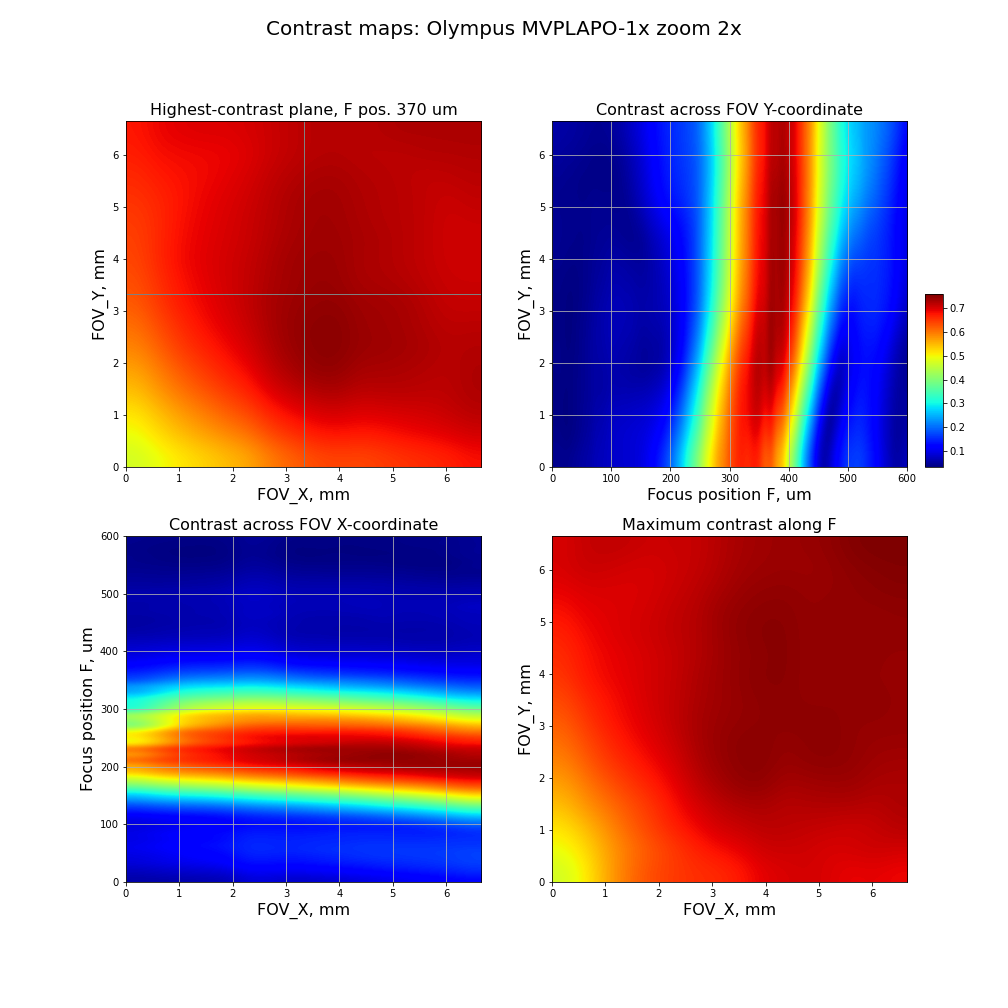 Contrast maps: Olympus MVPLAPO-1x zoom 2x
Highest-contrast plane, F pos. 370 um
FOV_Y, mm
6
5
4
3
2
1
0
0 1 2 3 4 5 6
FOV_X, mm
Contrast across FOV Y-coordinate
FOV_Y, mm
6
5
4
3
2
1
0
0 100 200 300 400 500 600
Focus position F, um
0.7
0.6
0.5
0.4
0.3
0.2
0.1
Contrast across FOV X-coordinate
Focus position F, um
600
500
400
300
200
100
0
0 1 2 3 4 5 6
FOV_X, mm
Maximum contrast along F
FOV_Y, mm
6
5
4
3
2
1
0
0 1 2 3 4 5 6
FOV_X, mm